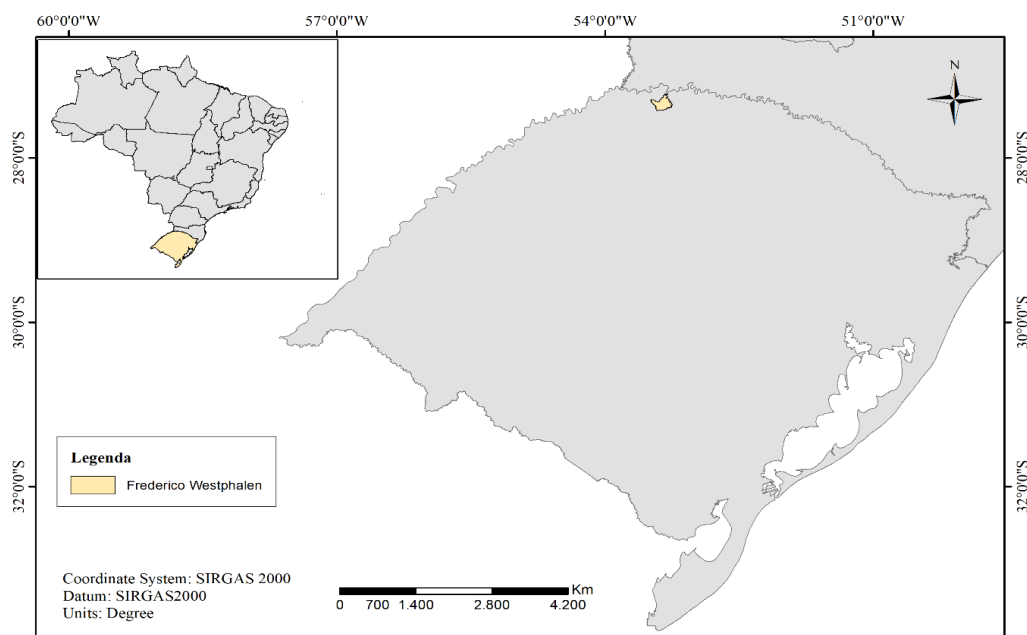 60°0'0"W 57°0'0"W 54°0'0"W 51°0'0"W
N
28°0'0"S 28°0'0"S
30°0'0"S 30°0'0"S
32°0'0"S 32°0'0"S
Legenda
Frederico Westphalen
Coordinate System: SIRGAS 2000
Datum: SIRGAS2000
Units: Degree
Km
0 700 1.400 2.800 4.200